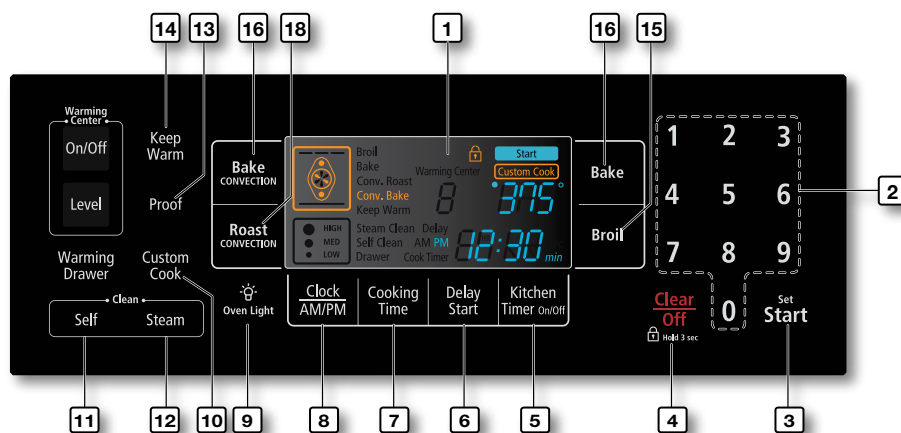 14 13 16 18 1 16 15
Warming
Center
On/Off
Level
Keep
Warm
Proof
Warming
Drawer
Custom
Cook
Clean
Self Steam
Bake
CONVECTION
Roast
CONVECTION
Oven Light
Broil
Bake
Conv. Roast
Conv. Bake
Keep Warm
Warming Center
8
Start
Custom Cook
375°
HIGH
MED
LOW
Steam Clean Delay
Self Clean AM PM
Drawer Cook Timer
12:30 min
Clock
AM/PM
Cooking
Time
Delay
Start
Kitchen
Timer On/Off
Bake
Broil
1 2 3
4 5 6
7 8 9
0
Clear
Off
Hold 3 sec
Set
Start
2
11 12 10 9 8 7 6 5 4 3